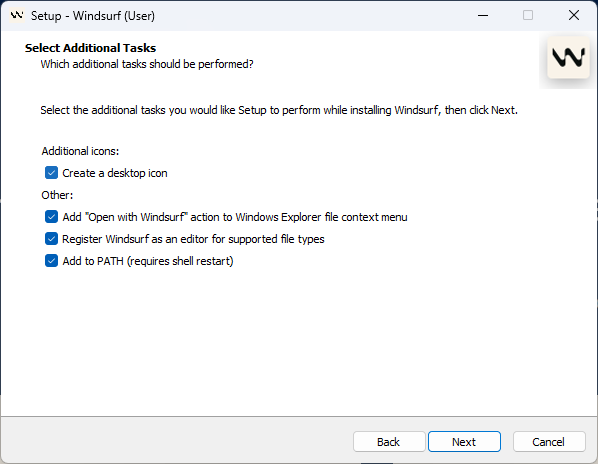 Setup - Windsurf (User)
Select Additional Tasks
Which additional tasks should be performed?
Select the additional tasks you would like Setup to perform while installing Windsurf, then click Next.
Additional icons:
Create a desktop icon
Other:
Add "Open with Windsurf" action to Windows Explorer file context menu
Register Windsurf as an editor for supported file types
Add to PATH (requires shell restart)
Back Next Cancel